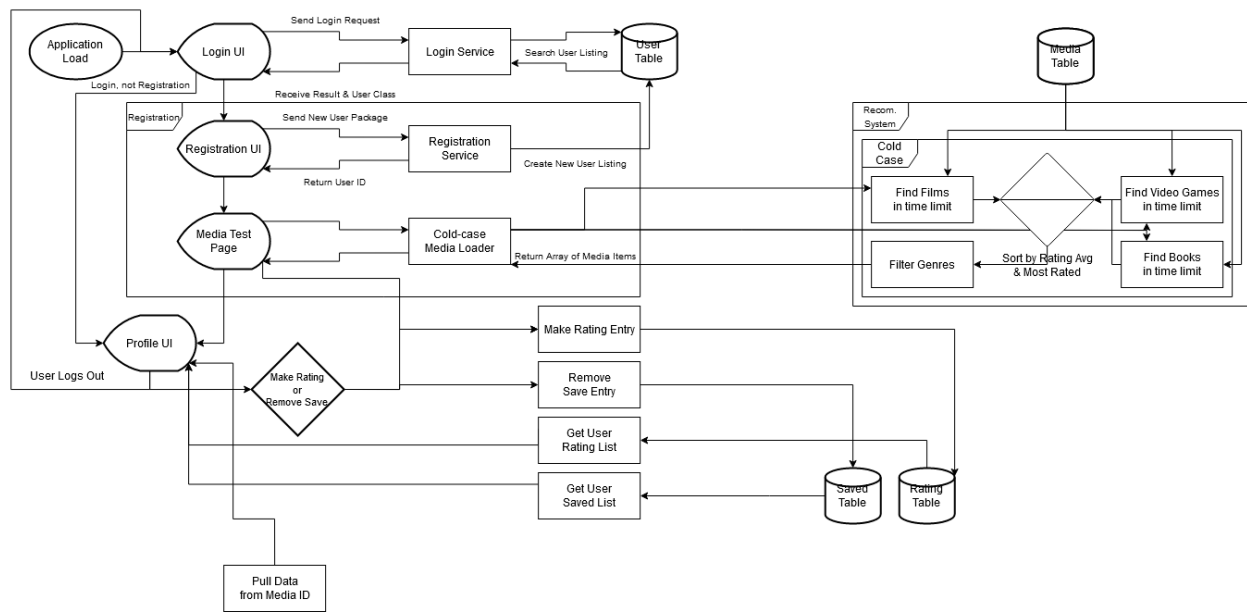 Send Login Request
Application
Load
Login UI
Login Service
Search User Listing
User
Table
Media
Table
Login, not Registration
Receive Result & User Class
Registration
Send New User Package
Registration UI
Registration
Service
Create New User Listing
Return User ID
Recom.
System
Cold
Case
Find Films
in time limit
Find Video Games
in time limit
Media Test
Page
Cold-case
Media Loader
Return Array of Media Items
Filter Genres
Sort by Rating Avg
& Most Rated
Find Books
in time limit
Profile UI
Make Rating Entry
User Logs Out
Make Rating
or
Remove Save
Remove
Save Entry
Get User
Rating List
Get User
Saved List
Saved
Table
Rating
Table
Pull Data
from Media ID